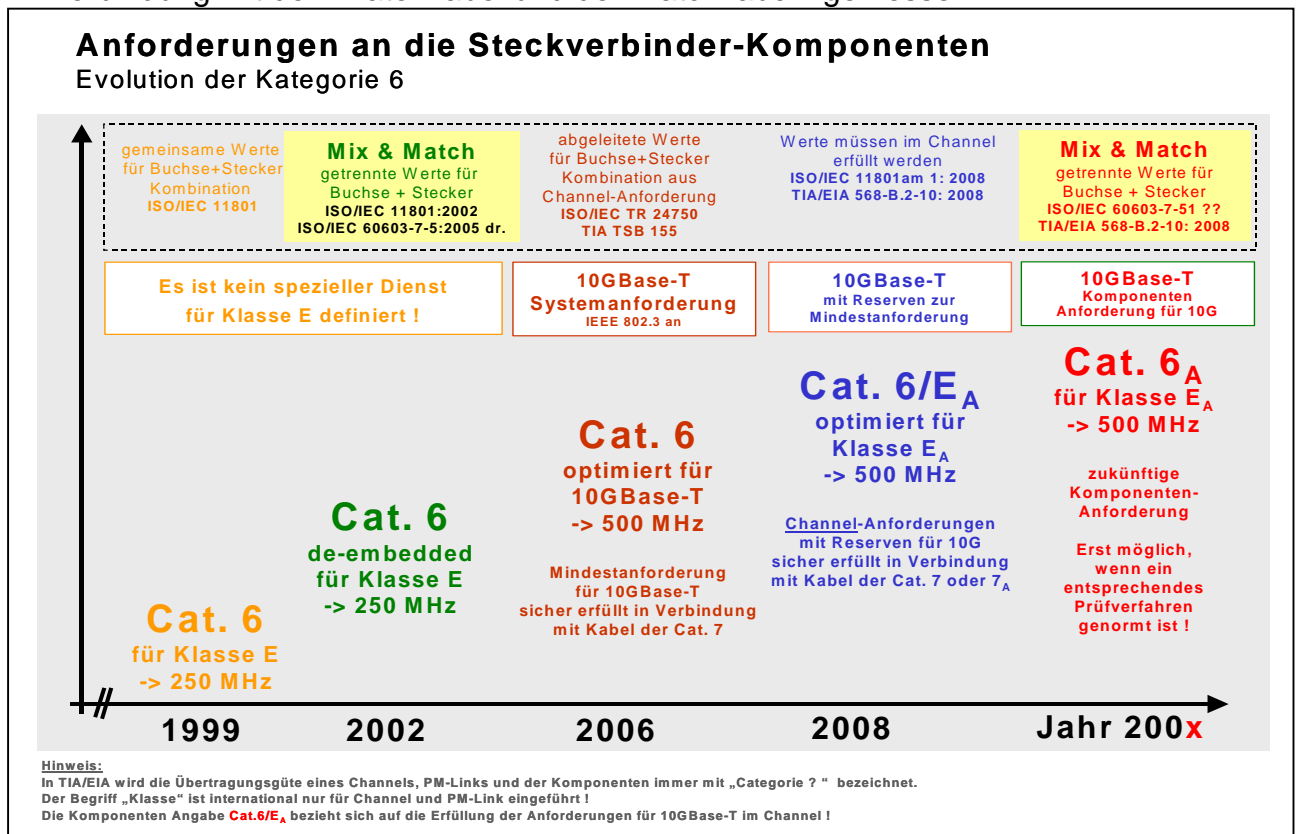 Anforderungen an die Steckverbinder-Komponenten
Evolution der Kategorie 6
gemeinsame Werte
für Buchse+Stecker
Kombination
ISO/IEC 11801
Mix & Match
getrennte Werte für
Buchse + Stecker
ISO/IEC 11801:2002
ISO/IEC 60603-7-5:2005 dr.
abgeleitete Werte
für Buchse+Stecker
Kombination aus
Channel-Anforderung
ISO/IEC TR 24750
TIA TSB 155
Werte müssen im Channel
erfüllt werden
ISO/IEC 11801am 1: 2008
TIA/EIA 568-B.2-10: 2008
Mix & Match
getrennte Werte für
Buchse + Stecker
ISO/IEC 60603-7-51 ??
TIA/EIA 568-B.2-10: 2008
Es ist kein spezieller Dienst
für Klasse E definiert !
10GBase-T
Systemanforderung
IEEE 802.3 an
10GBase-T
mit Reserven zur
Mindestanforderung
10GBase-T
Komponenten
Anforderung für 10G
Cat. 6
für Klasse E
-> 250 MHz
Cat. 6
de-embedded
für Klasse E
-> 250 MHz
Cat. 6
optimiert für
10GBase-T
-> 500 MHz
Mindestanforderung
für 10GBase-T
sicher erfüllt in Verbindung
mit Kabel der Cat. 7
Cat. 6/EA
optimiert für
Klasse EA
-> 500 MHz
Channel-Anforderungen
mit Reserven für 10G
sicher erfüllt in Verbindung
mit Kabel der Cat. 7 oder 7A
Cat. 6A
für Klasse EA
-> 500 MHz
zukünftige
Komponenten-
Anforderung
Erst möglich,
wenn ein
entsprechendes
Prüfverfahren
genormt ist !
1999
2002
2006
2008
Jahr 200x
Hinweis:
In TIA/EIA wird die Übertragungsgüte eines Channels, PM-Links und der Komponenten immer mit „Categorie ? “ bezeichnet.
Der Begriff „Klasse“ ist international nur für Channel und PM-Link eingeführt !
Die Komponenten Angabe Cat.6/EA bezieht sich auf die Erfüllung der Anforderungen für 10GBase-T im Channel !